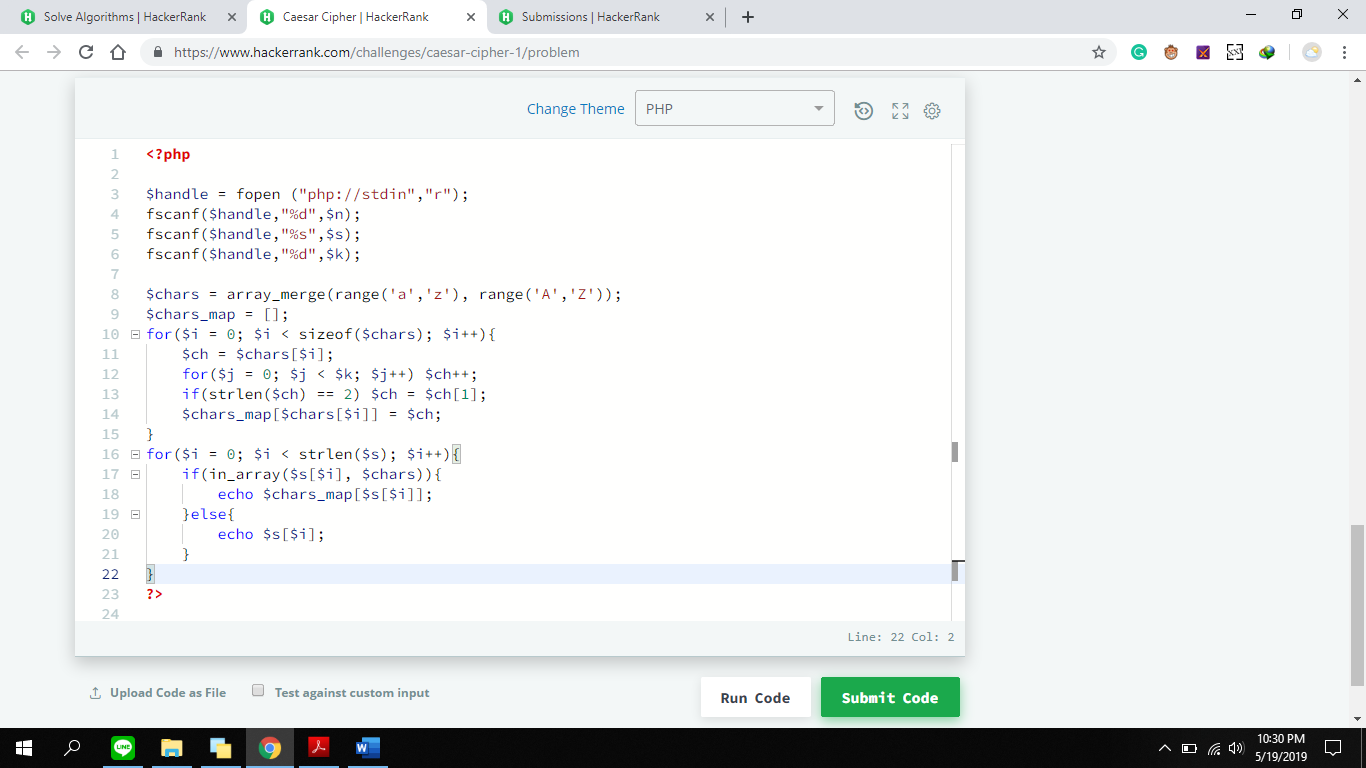 Solve Algorithms | HackerRank
Caesar Cipher | HackerRank
Submissions | HackerRank
https://www.hackerrank.com/challenges/caesar-cipher-1/problem
Change Theme
PHP
1 <?php
2
3 $handle = fopen ("php://stdin","r");
4 fscanf($handle,"%d",$n);
5 fscanf($handle,"%s",$s);
6 fscanf($handle,"%d",$k);
7
8 $chars = array_merge(range('a','z'), range('A','Z'));
9 $chars_map = [];
10 for($i = 0; $i < sizeof($chars); $i++){
11 $ch = $chars[$i];
12 for($j = 0; $j < $k; $j++) $ch++;
13 if(strlen($ch) == 2) $ch = $ch[1];
14 $chars_map[$chars[$i]] = $ch;
15 }
16 for($i = 0; $i < strlen($s); $i++){
17 if(in_array($s[$i], $chars)){
18 echo $chars_map[$s[$i]];
19 }else{
20 echo $s[$i];
21 }
22 }
23 ?>
24
Line: 22 Col: 2
Upload Code as File
Test against custom input
Run Code
Submit Code
LINE
10:30 PM
5/19/2019